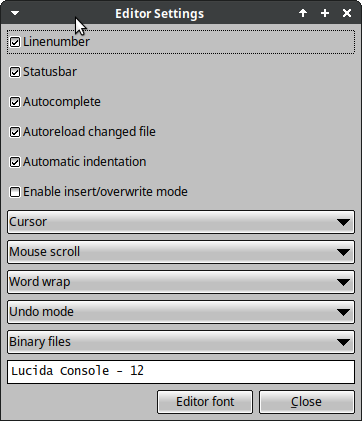 Editor Settings
Linenumber
Statusbar
Autocomplete
Autoreload changed file
Automatic indentation
Enable insert/overwrite mode
Cursor
Mouse scroll
Word wrap
Undo mode
Binary files
Lucida Console - 12
Editor font Close